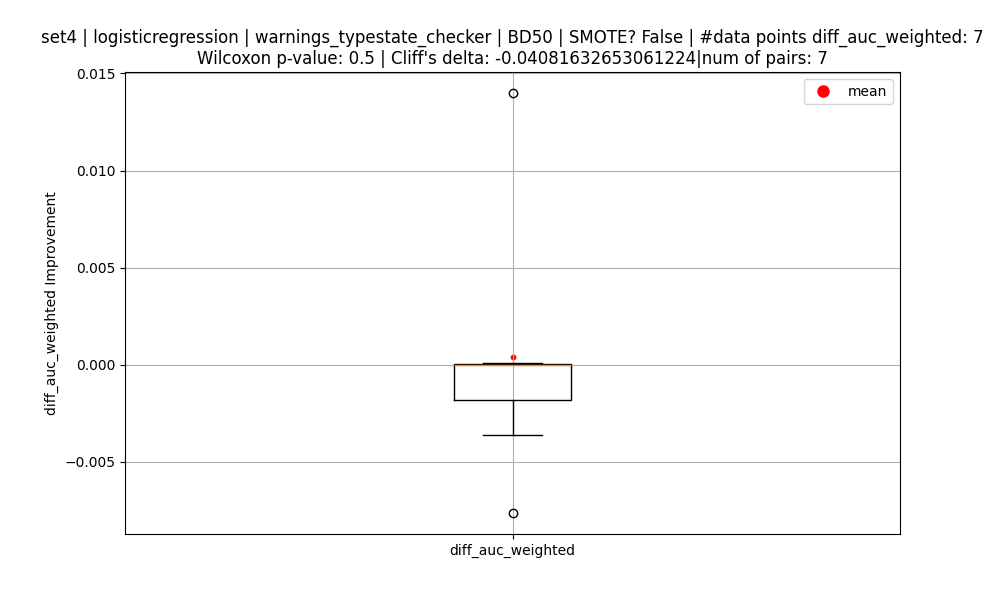 set4 | logisticregression | warnings_typestate_checker | BD50 | SMOTE? False | #data points diff_auc_weighted: 7
Wilcoxon p-value: 0.5 | Cliff's delta: -0.04081632653061224|num of pairs: 7
mean
0.015
0.010
0.005
0.000
−0.005
diff_auc_weighted Improvement
diff_auc_weighted